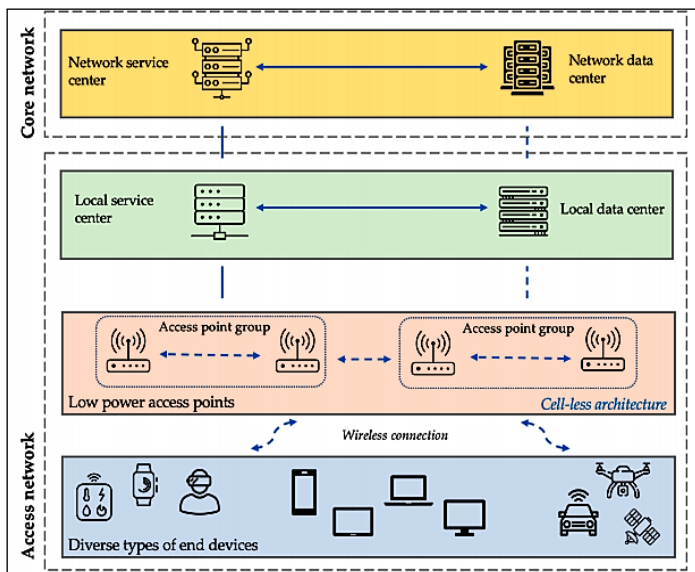 Core network
Network service
center
Network data
center
Access network
Local service
center
Local data center
Access point group
Access point group
Low power access points
Cell-less architecture
Wireless connection
Diverse types of end devices